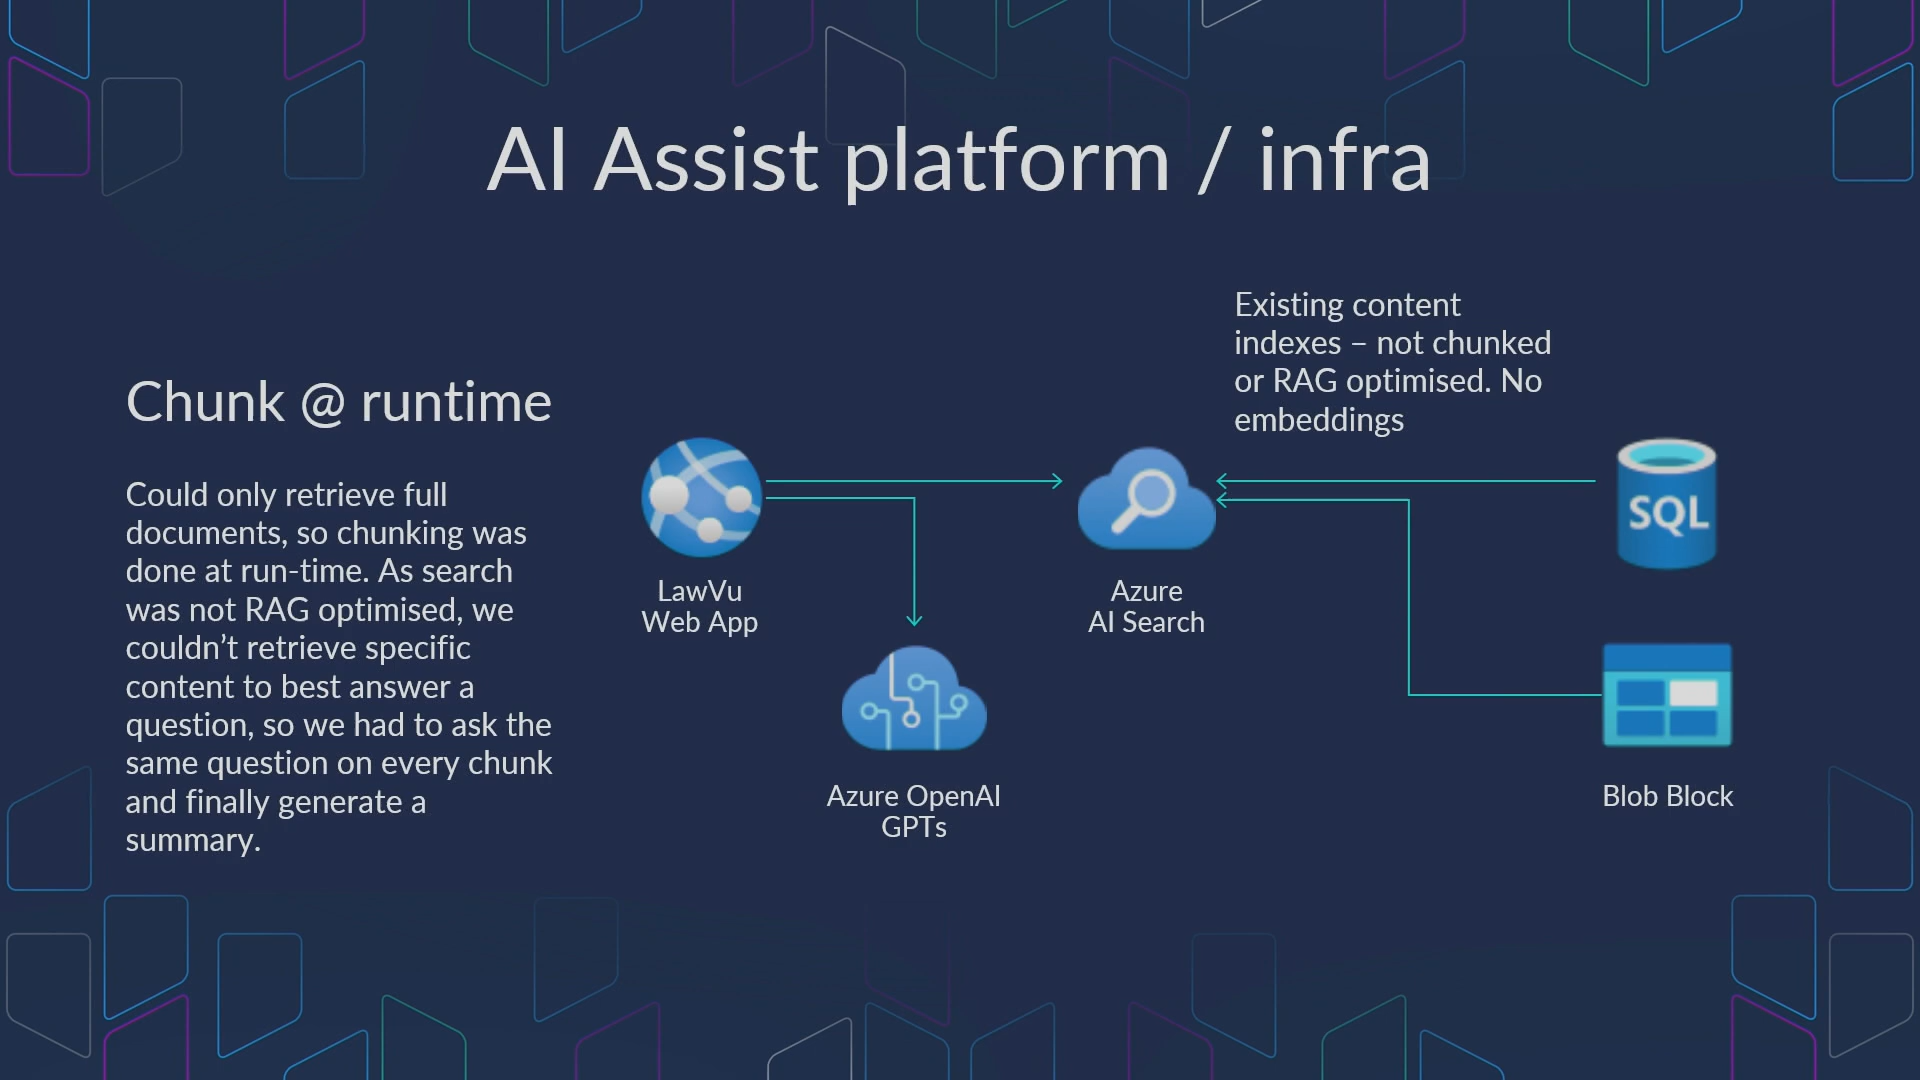 AI Assist platform / infra
Chunk @ runtime
Could only retrieve full
documents, so chunking was
done at run-time. As search
was not RAG optimised, we
couldn’t retrieve specific
content to best answer a
question, so we had to ask the
same question on every chunk
and finally generate a
summary.
LawVu
Web App
Azure OpenAI
GPTs
Azure
AI Search
Existing content
indexes – not chunked
or RAG optimised. No
embeddings
SQL
Blob Block